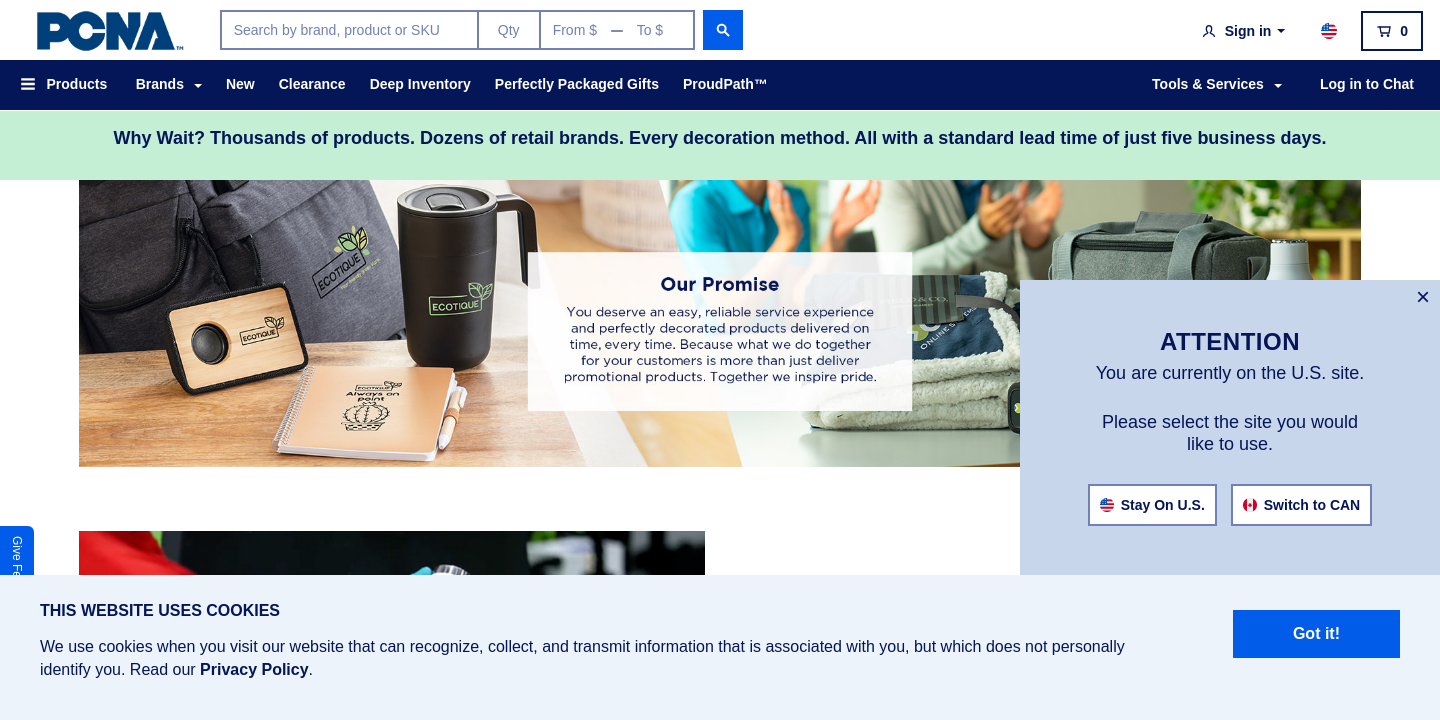 PCNA™
Search by brand, product or SKU
Qty
From $
To $
Sign in
0
Products
Brands
New
Clearance
Deep Inventory
Perfectly Packaged Gifts
ProudPath™
Tools & Services
Log in to Chat
Why Wait? Thousands of products. Dozens of retail brands. Every decoration method. All with a standard lead time of just five business days.
ECOTIQUE
ECOTIQUE
ECOTIQUE
ECOTIQUE
Always on
point
Our Promise
You deserve an easy, reliable service experience
and perfectly decorated products delivered on
time, every time. Because what we do together
for your customers is more than just deliver
promotional products. Together we inspire pride.
ATTENTION
You are currently on the U.S. site.
Please select the site you would
like to use.
Stay On U.S.
Switch to CAN
Give
THIS WEBSITE USES COOKIES
We use cookies when you visit our website that can recognize, collect, and transmit information that is associated with you, but which does not personally
identify you. Read our Privacy Policy.
Got it!